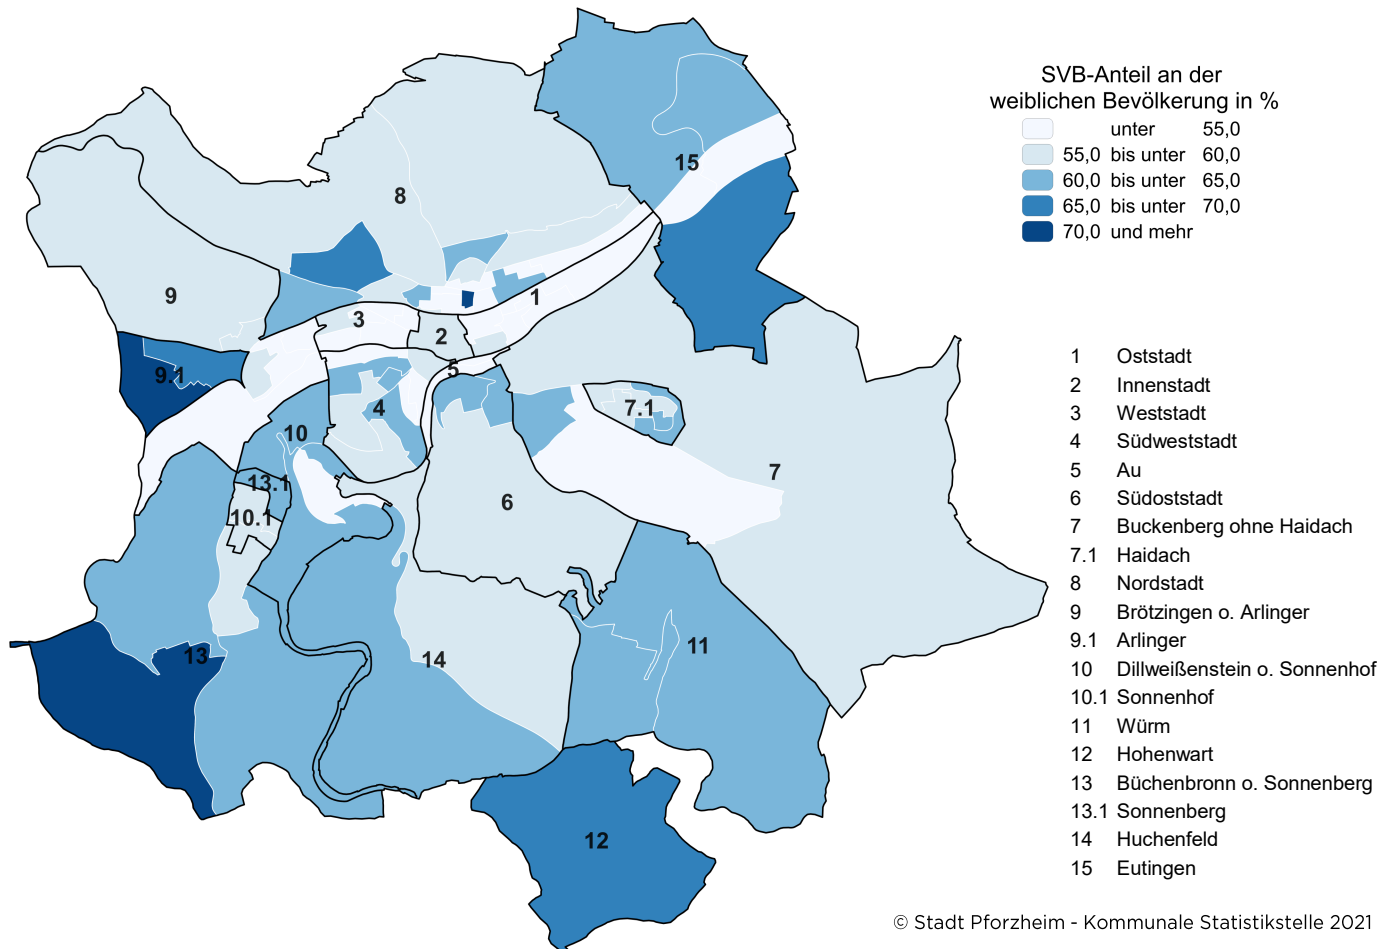 SVB-Anteil an der
weiblichen Bevölkerung in %
unter 55,0
55,0 bis unter 60,0
60,0 bis unter 65,0
65,0 bis unter 70,0
70,0 und mehr
15
8
9
1
3
2
5
9.1
4
7.1
10
7
13.1
6
10.1
11
13
14
12
1 Oststadt
2 Innenstadt
3 Weststadt
4 Südweststadt
5 Au
6 Südoststadt
7 Buckenberg ohne Haidach
7.1 Haidach
8 Nordstadt
9 Brötzingen o. Arlinger
9.1 Arlinger
10 Dillweißenstein o. Sonnenhof
10.1 Sonnenhof
11 Würm
12 Hohenwart
13 Büchenbronn o. Sonnenberg
13.1 Sonnenberg
14 Huchenfeld
15 Eutingen
© Stadt Pforzheim - Kommunale Statistikstelle 2021